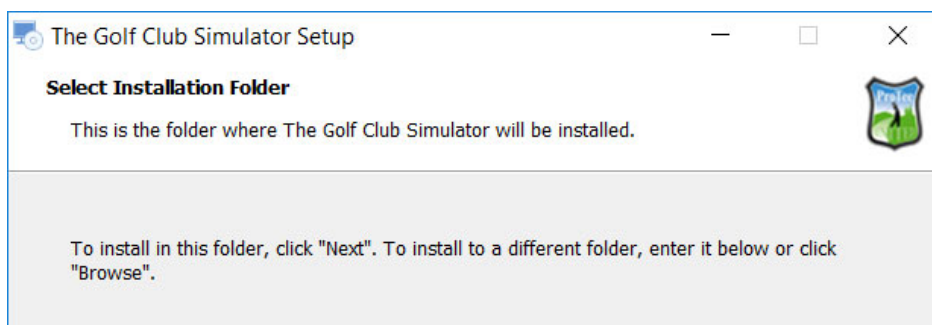 The Golf Club Simulator Setup
Select Installation Folder
This is the folder where The Golf Club Simulator will be installed.
ProTee
To install in this folder, click "Next". To install to a different folder, enter it below or click
"Browse".